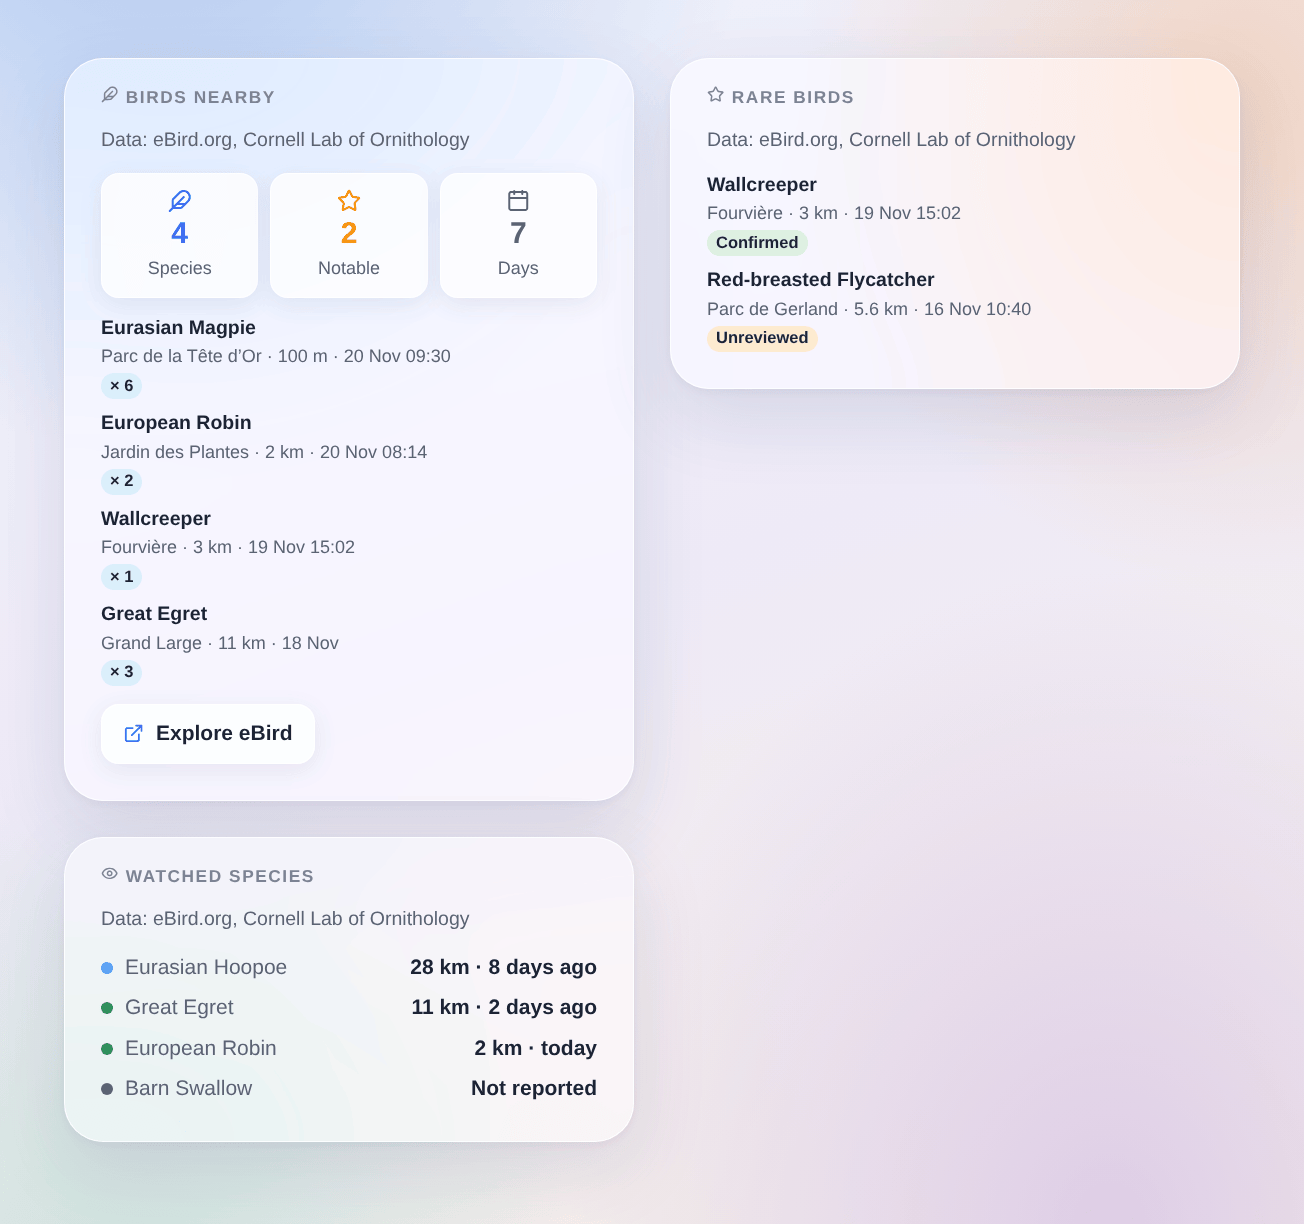 BIRDS NEARBY
Data: eBird.org, Cornell Lab of Ornithology
4
Species
2
Notable
7
Days
Eurasian Magpie
Parc de la Tête d’Or · 100 m · 20 Nov 09:30
× 6
European Robin
Jardin des Plantes · 2 km · 20 Nov 08:14
× 2
Wallcreeper
Fourvière · 3 km · 19 Nov 15:02
× 1
Great Egret
Grand Large · 11 km · 18 Nov
× 3
Explore eBird
RARE BIRDS
Data: eBird.org, Cornell Lab of Ornithology
Wallcreeper
Fourvière · 3 km · 19 Nov 15:02
Confirmed
Red-breasted Flycatcher
Parc de Gerland · 5.6 km · 16 Nov 10:40
Unreviewed
WATCHED SPECIES
Data: eBird.org, Cornell Lab of Ornithology
Eurasian Hoopoe 28 km · 8 days ago
Great Egret 11 km · 2 days ago
European Robin 2 km · today
Barn Swallow Not reported